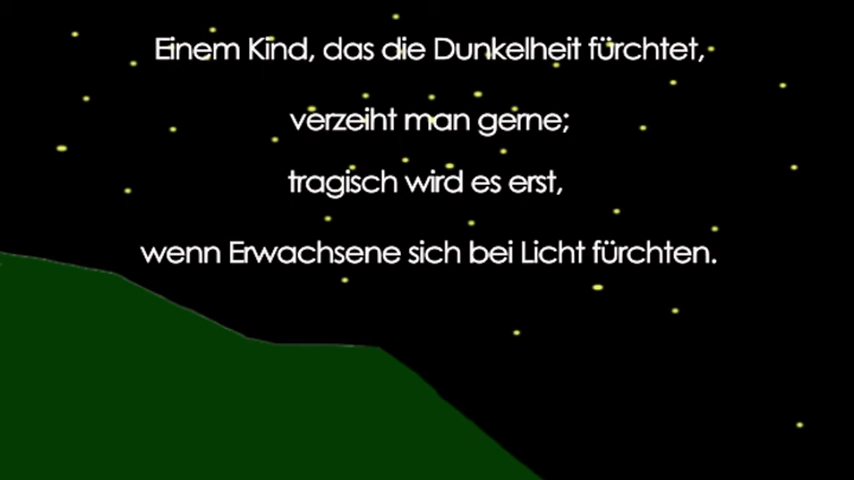 Einem Kind, das die Dunkelheit fürchtet,
verzeiht man gerne;
tragisch wird es erst,
wenn Erwachsene sich bei Licht fürchten.